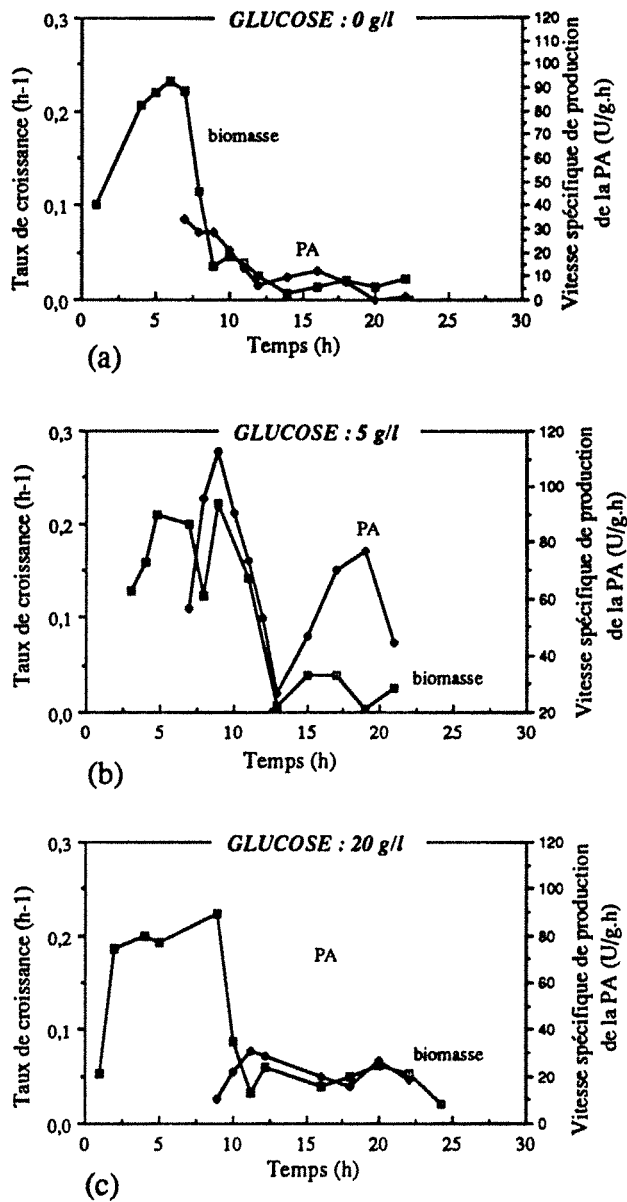 GLUCOSE : 0 g/l
0,3
0,2
0,1
0,0
Taux de croissance (h-1)
biomasse
PA
120
110
100
90
80
70
60
50
40
30
20
10
0
Vitesse spécifique de production
de la PA (U/g.h)
0 5 10 15 20 25 30
Temps (h)
(a)
GLUCOSE : 5 g/l
0,3
0,2
0,1
0,0
Taux de croissance (h-1)
PA
biomasse
120
100
80
60
40
20
Vitesse spécifique de production
de la PA (U/g.h)
0 5 10 15 20 25 30
Temps (h)
(b)
GLUCOSE : 20 g/l
0,3
0,2
0,1
0,0
Taux de croissance (h-1)
PA
biomasse
120
100
80
60
40
20
0
Vitesse spécifique de production
de la PA (U/g.h)
0 5 10 15 20 25 30
Temps (h)
(c)